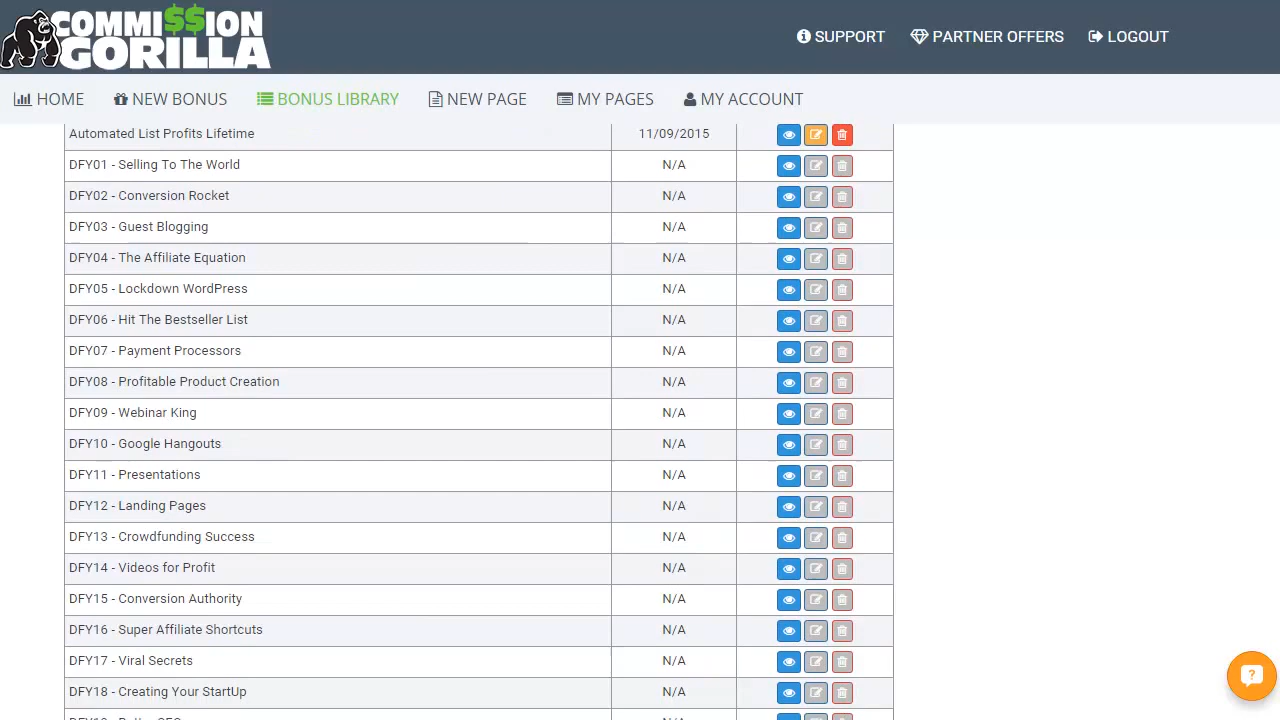 COMMI$$ION
GORILLA
SUPPORT PARTNER OFFERS LOGOUT
HOME NEW BONUS BONUS LIBRARY NEW PAGE MY PAGES MY ACCOUNT
Automated List Profits Lifetime 11/09/2015
DFY01 - Selling To The World N/A
DFY02 - Conversion Rocket N/A
DFY03 - Guest Blogging N/A
DFY04 - The Affiliate Equation N/A
DFY05 - Lockdown WordPress N/A
DFY06 - Hit The Bestseller List N/A
DFY07 - Payment Processors N/A
DFY08 - Profitable Product Creation N/A
DFY09 - Webinar King N/A
DFY10 - Google Hangouts N/A
DFY11 - Presentations N/A
DFY12 - Landing Pages N/A
DFY13 - Crowdfunding Success N/A
DFY14 - Videos for Profit N/A
DFY15 - Conversion Authority N/A
DFY16 - Super Affiliate Shortcuts N/A
DFY17 - Viral Secrets N/A
DFY18 - Creating Your StartUp N/A